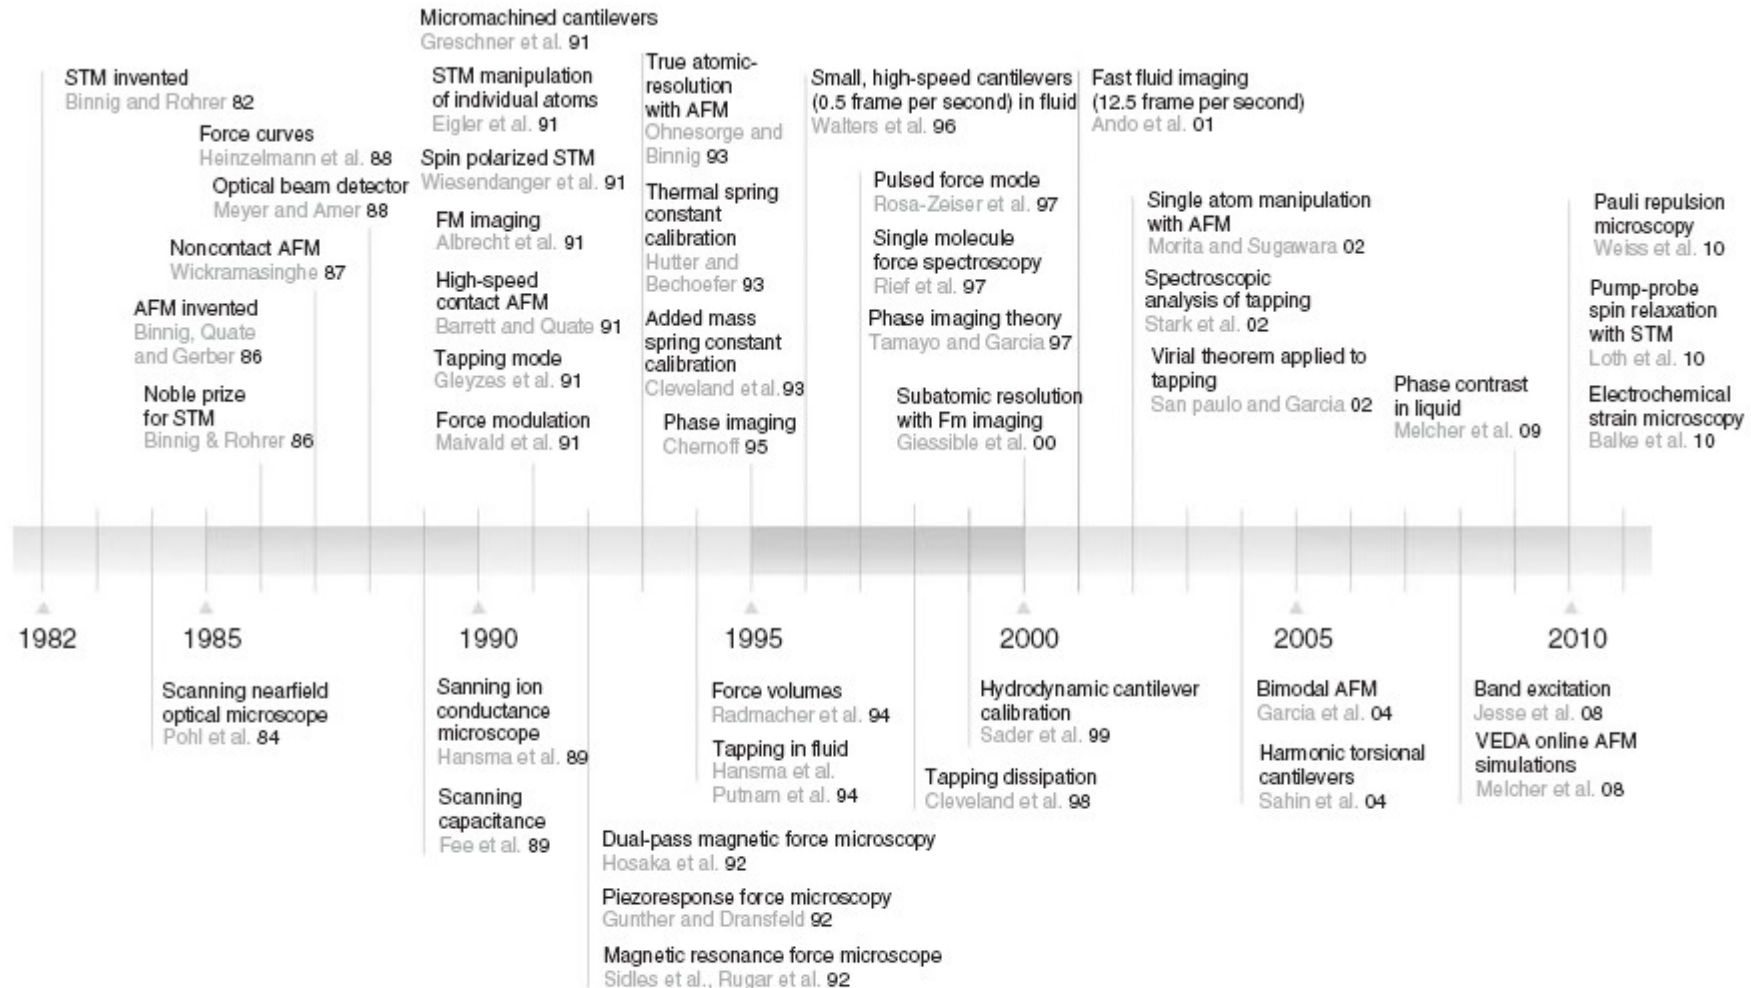 STM invented
Binnig and Rohrer 82
Force curves
Heinzelmann et al. 88
Optical beam detector
Meyer and Amer 88
Noncontact AFM
Wickramasinghe 87
AFM invented
Binnig, Quate
and Gerber 86
Noble prize
for STM
Binnig & Rohrer 86
Micromachined cantilevers
Greschner et al. 91
STM manipulation
of individual atoms
Eigler et al. 91
Spin polarized STM
Wiesendanger et al. 91
FM imaging
Albrecht et al. 91
High-speed
contact AFM
Barrett and Quate 91
Tapping mode
Gleyzes et al. 91
Force modulation
Maivald et al. 91
True atomic-
resolution
with AFM
Ohnesorge and
Binnig 93
Thermal spring
constant
calibration
Hutter and
Bechoefer 93
Added mass
spring constant
calibration
Cleveland et al. 93
Phase imaging
Chernoff 95
Small, high-speed cantilevers
(0.5 frame per second) in fluid
Walters et al. 96
Pulsed force mode
Rosa-Zeiser et al. 97
Single molecule
force spectroscopy
Rief et al. 97
Phase imaging theory
Tamayo and Garcia 97
Subatomic resolution
with Fm imaging
Giessible et al. 00
Fast fluid imaging
(12.5 frame per second)
Ando et al. 01
Single atom manipulation
with AFM
Morita and Sugawara 02
Spectroscopic
analysis of tapping
Stark et al. 02
Virial theorem applied to
tapping
San paulo and Garcia 02
Phase contrast
in liquid
Melcher et al. 09
Pauli repulsion
microscopy
Weiss et al. 10
Pump-probe
spin relaxation
with STM
Loth et al. 10
Electrochemical
strain microscopy
Balke et al. 10
1982
1985
1990
1995
2000
2005
2010
Scanning nearfield
optical microscope
Pohl et al. 84
Sanning ion
conductance
microscope
Hansma et al. 89
Scanning
capacitance
Fee et al. 89
Dual-pass magnetic force microscopy
Hosaka et al. 92
Piezoresponse force microscopy
Gunther and Dransfeld 92
Magnetic resonance force microscope
Sidles et al., Rugar et al. 92
Force volumes
Radmacher et al. 94
Tapping in fluid
Hansma et al.
Putnam et al. 94
Hydrodynamic cantilever
calibration
Sader et al. 99
Tapping dissipation
Cleveland et al. 98
Bimodal AFM
Garcia et al. 04
Harmonic torsional
cantilevers
Sahin et al. 04
Band excitation
Jesse et al. 08
VEDA online AFM
simulations
Melcher et al. 08